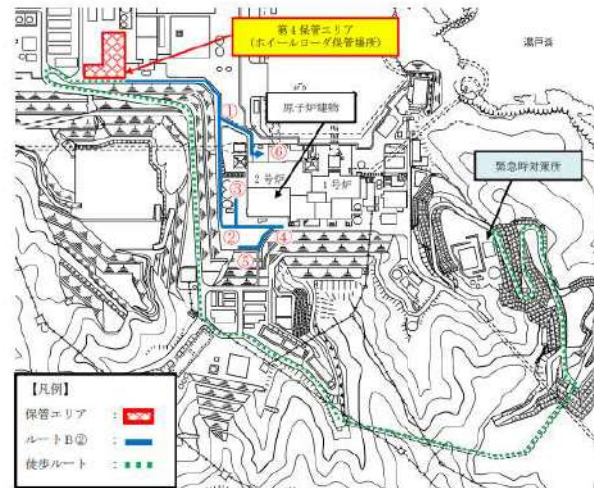 第4保管エリア
(ホイールローダ保管場所)
原子炉建物
緊急時対策所
①
⑥
2号炉
1号炉
③
②
④
⑤
【凡例】
保管エリア :
ルートB② :
徒歩ルート :